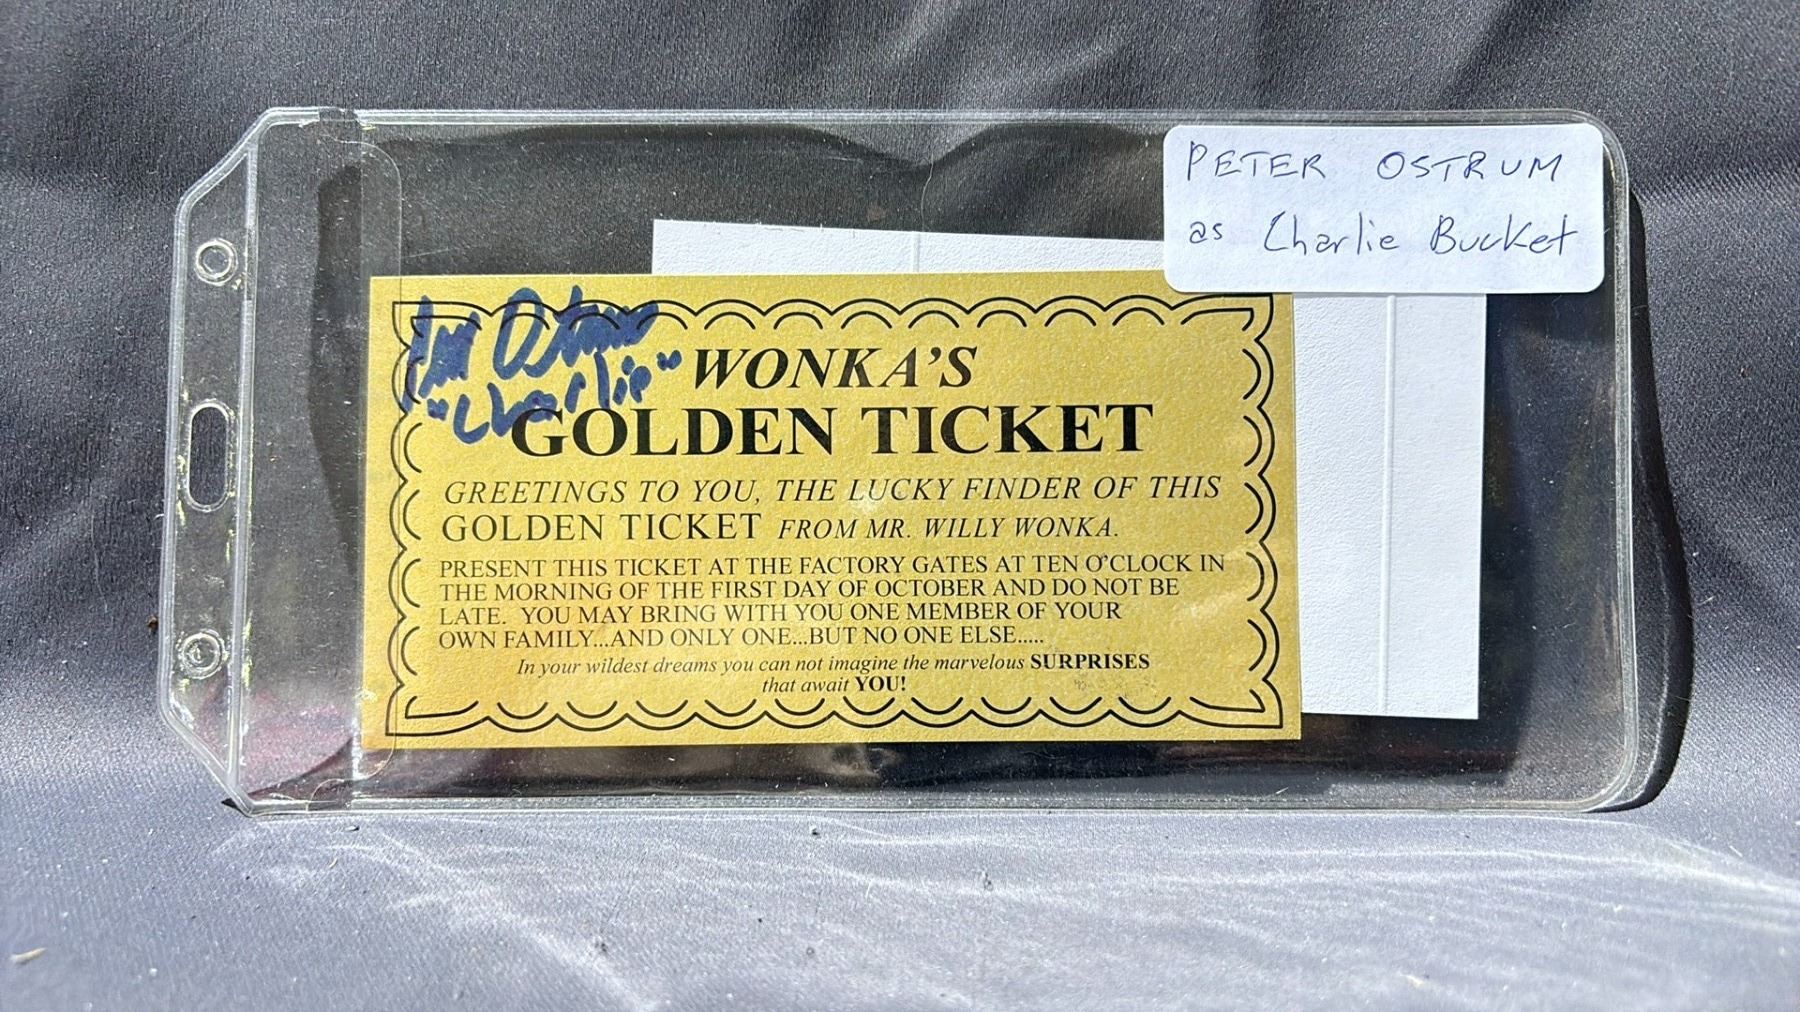 PETER OSTRUM
as Charlie Bucket
"Charlie"
WONKA'S
GOLDEN TICKET
GREETINGS TO YOU, THE LUCKY FINDER OF THIS
GOLDEN TICKET FROM MR. WILLY WONKA.
PRESENT THIS TICKET AT THE FACTORY GATES AT TEN O"CLOCK IN
THE MORNING OF THE FIRST DAY OF OCTOBER AND DO NOT BE
LATE. YOU MAY BRING WITH YOU ONE MEMBER OF YOUR
OWN FAMILY...AND ONLY ONE...BUT NO ONE ELSE.....
In your wildest dreams you can not imagine the marvelous SURPRISES
that await YOU!